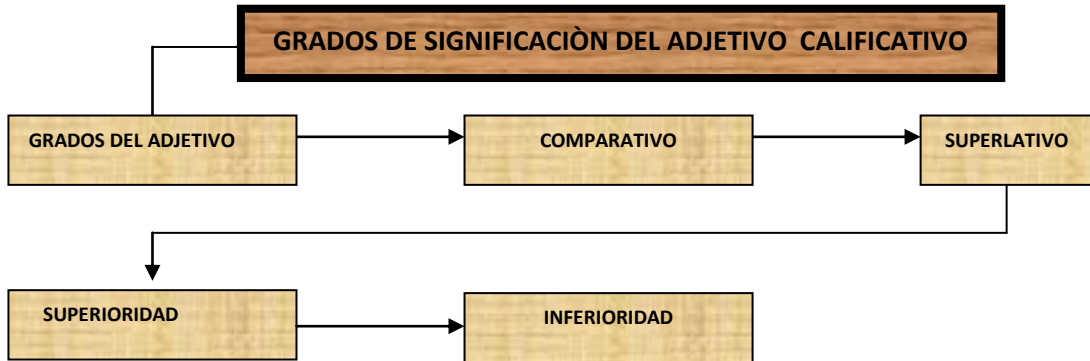 GRADOS DE SIGNIFICACIÒN DEL ADJETIVO CALIFICATIVO
GRADOS DEL ADJETIVO
COMPARATIVO
SUPERLATIVO
SUPERIORIDAD
INFERIORIDAD